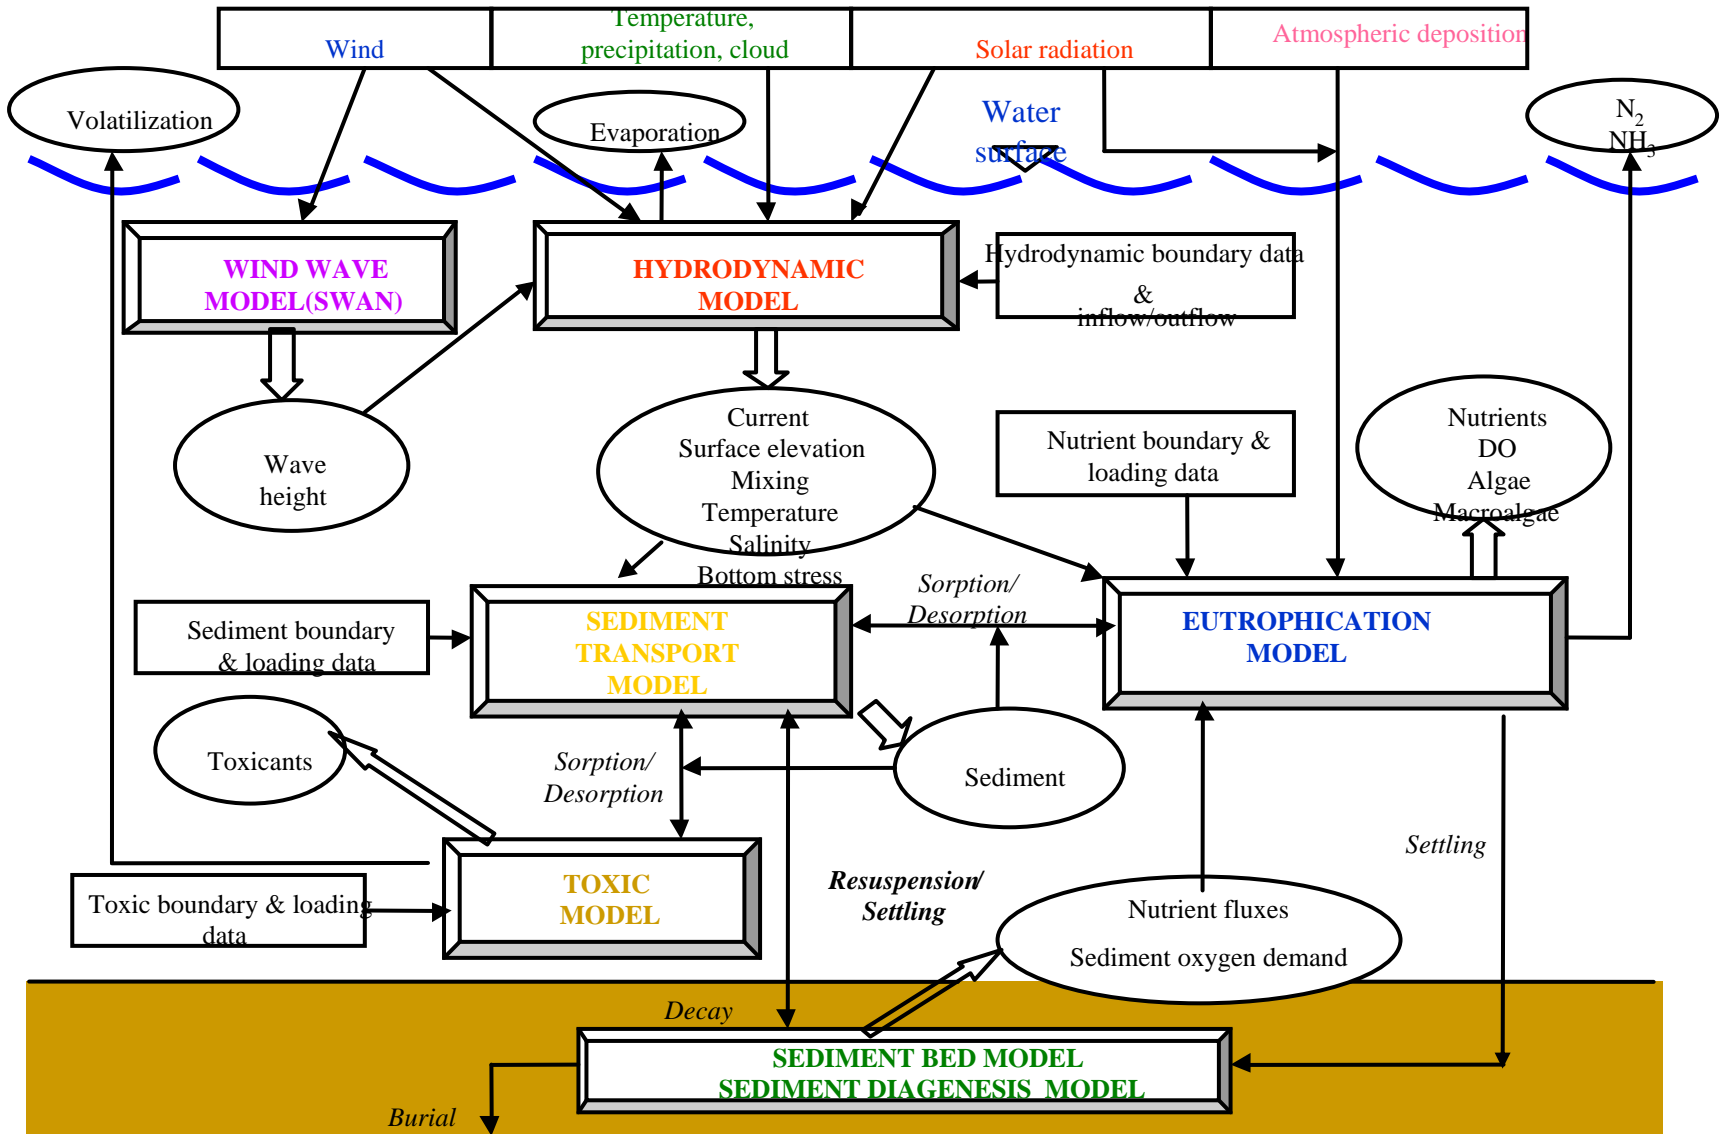 Wind
Temperature,
precipitation, cloud
Solar radiation
Atmospheric deposition
Volatilization
Evaporation
Water
surface
N2
NH3
WIND WAVE
MODEL(SWAN)
HYDRODYNAMIC
MODEL
Hydrodynamic boundary data
&
inflow/outflow
Wave
height
Current
Surface elevation
Mixing
Temperature
Salinity
Bottom stress
Nutrient boundary &
loading data
Nutrients
DO
Algae
Macroalgae
Sediment boundary
& loading data
SEDIMENT
TRANSPORT
MODEL
Sorption/
Desorption
EUTROPHICATION
MODEL
Toxicants
Sorption/
Desorption
Sediment
Settling
Toxic boundary & loading
data
TOXIC
MODEL
Resuspension/
Settling
Nutrient fluxes
Sediment oxygen demand
Decay
SEDIMENT BED MODEL
SEDIMENT DIAGENESIS MODEL
Burial